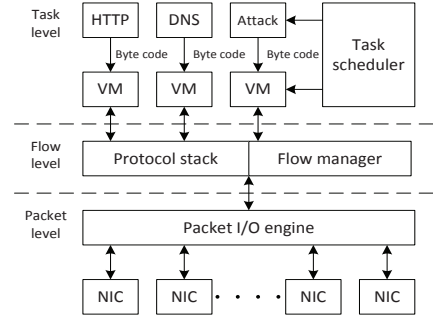 Task level
HTTP
DNS
Attack
Task scheduler
Byte code
Byte code
Byte code
VM
VM
VM
Flow level
Protocol stack
Flow manager
Packet level
Packet I/O engine
NIC
NIC
· · · ·
NIC
NIC